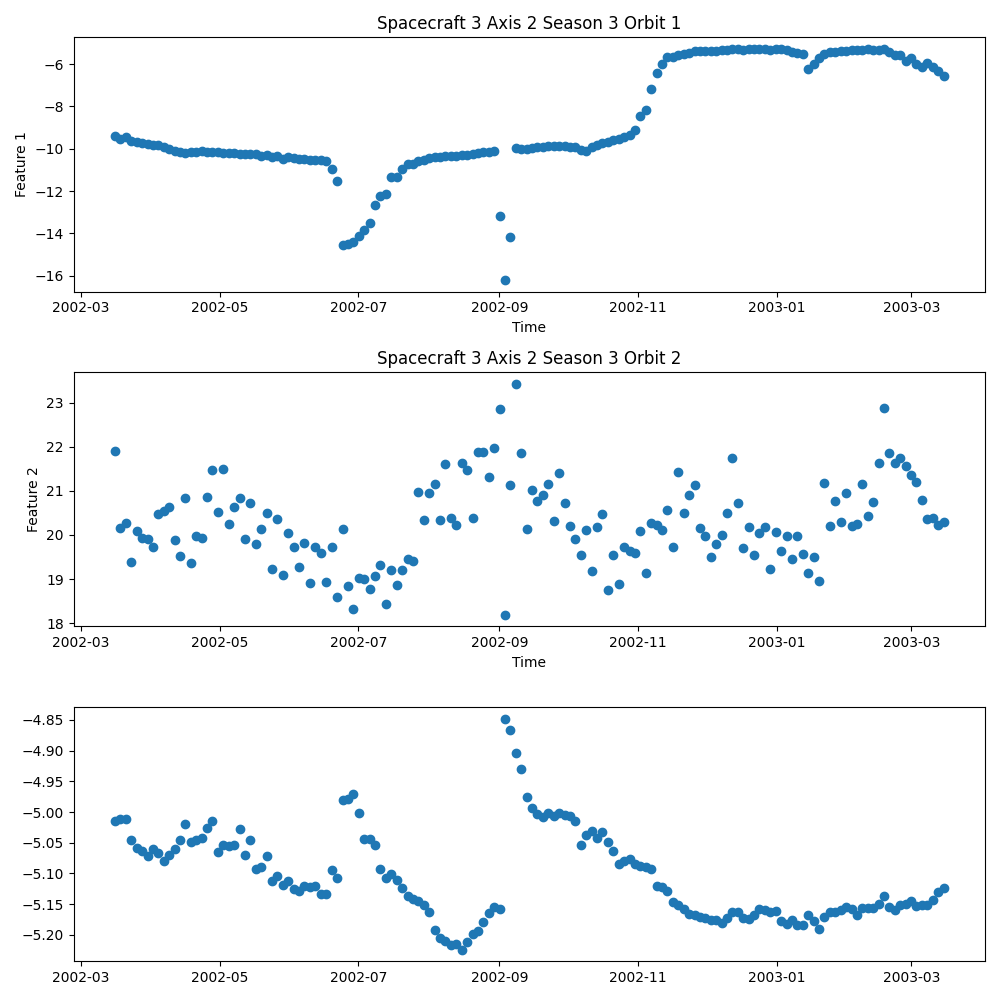 Spacecraft 3 Axis 2 Season 3 Orbit 1
−6
−8
−10
−12
−14
−16
Feature 1
2002-03 2002-05 2002-07 2002-09 2002-11 2003-01 2003-03
Time
Spacecraft 3 Axis 2 Season 3 Orbit 2
23
22
21
20
19
18
Feature 2
2002-03 2002-05 2002-07 2002-09 2002-11 2003-01 2003-03
Time
−4.85
−4.90
−4.95
−5.00
−5.05
−5.10
−5.15
−5.20
2002-03 2002-05 2002-07 2002-09 2002-11 2003-01 2003-03